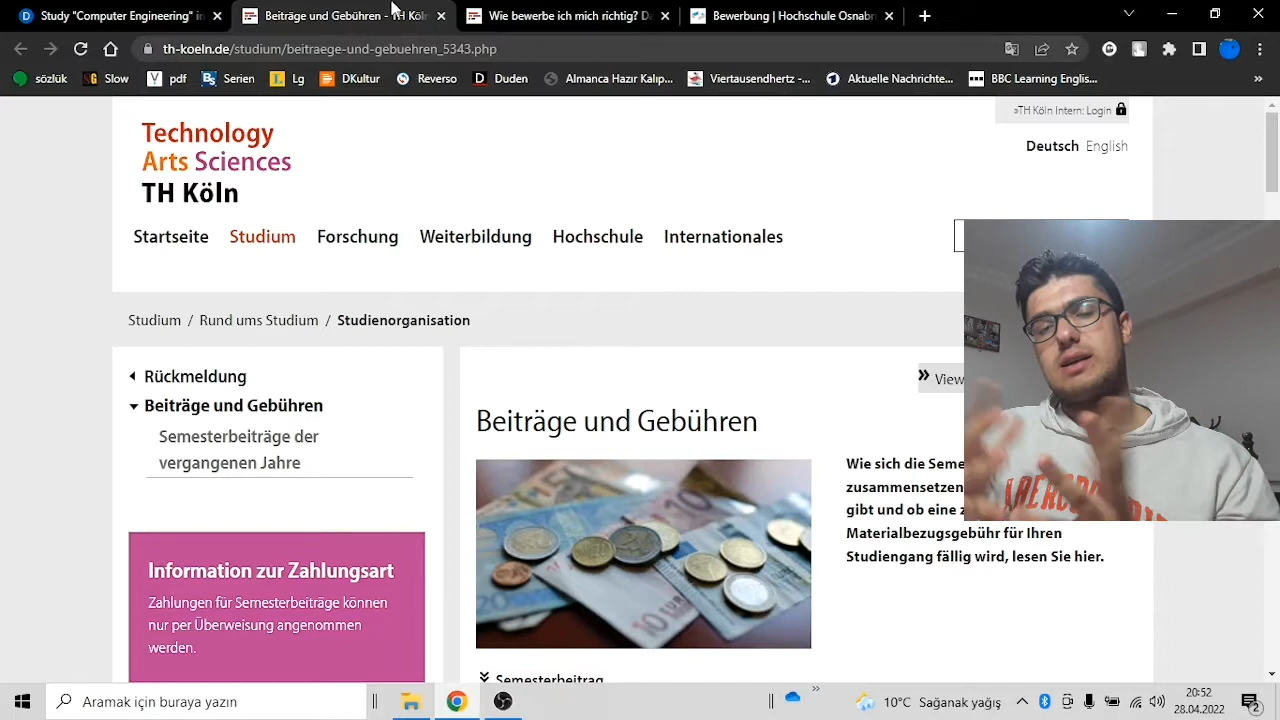 Study "Computer Engineering" in
Beiträge und Gebühren - TH Köln
Wie bewerbe ich mich richtig? Da
Bewerbung | Hochschule Osnabr
th-koeln.de/studium/beitraege-und-gebuehren_5343.php
sözlük
Slow
pdf
Serien
Lg
DKultur
Reverso
Duden
Almanca Hazır Kalıp...
Vertausendhertz -...
Aktuelle Nachrichte...
BBC Learning Englis...
»TH Köln Intern: Login
Deutsch English
Technology
Arts Sciences
TH Köln
Startseite Studium Forschung Weiterbildung Hochschule Internationales
Studium / Rund ums Studium / Studienorganisation
Rückmeldung
Beiträge und Gebühren
Semesterbeiträge der
vergangenen Jahre
Information zur Zahlungsart
Zahlungen für Semesterbeiträge können
nur per Überweisung angenommen
werden.
View
Beiträge und Gebühren
Wie sich die Seme
zusammensetzen
gibt und ob eine z
Materialbezugsgebühr für Ihren
Studiengang fällig wird, lesen Sie hier.
Semesterbeitrag
Aramak için buraya yazın
10°C Sağanak yağış
20:52
28.04.2022
2